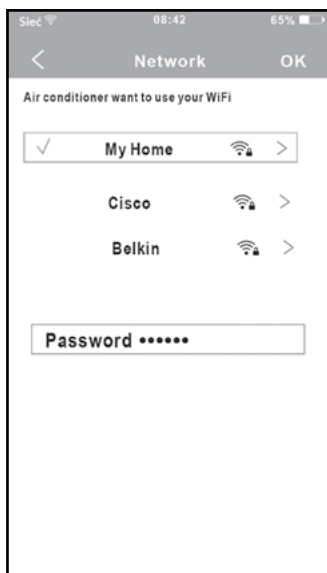 Sieć 08:42 65%
Network OK
Air conditioner want to use your WiFi
My Home
Cisco
Belkin
Password ••••••